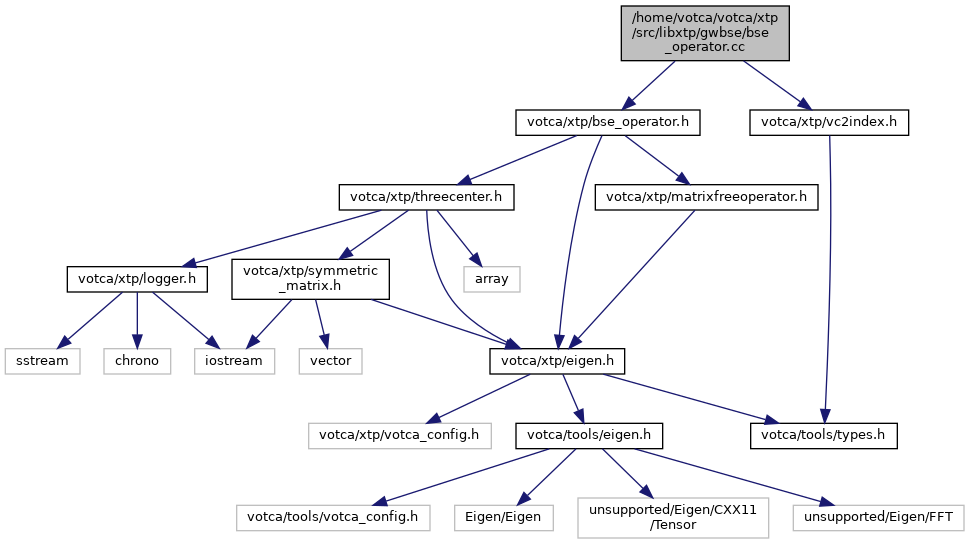 /home/votca/votca/xtp
/src/libxtp/gwbse/bse
_operator.cc
votca/xtp/bse_operator.h
votca/xtp/vc2index.h
votca/xtp/threecenter.h
votca/xtp/matrixfreeoperator.h
votca/xtp/logger.h
votca/xtp/symmetric
_matrix.h
array
sstream
chrono
iostream
vector
votca/xtp/eigen.h
votca/xtp/votca_config.h
votca/tools/eigen.h
votca/tools/types.h
votca/tools/votca_config.h
Eigen/Eigen
unsupported/Eigen/CXX11
/Tensor
unsupported/Eigen/FFT